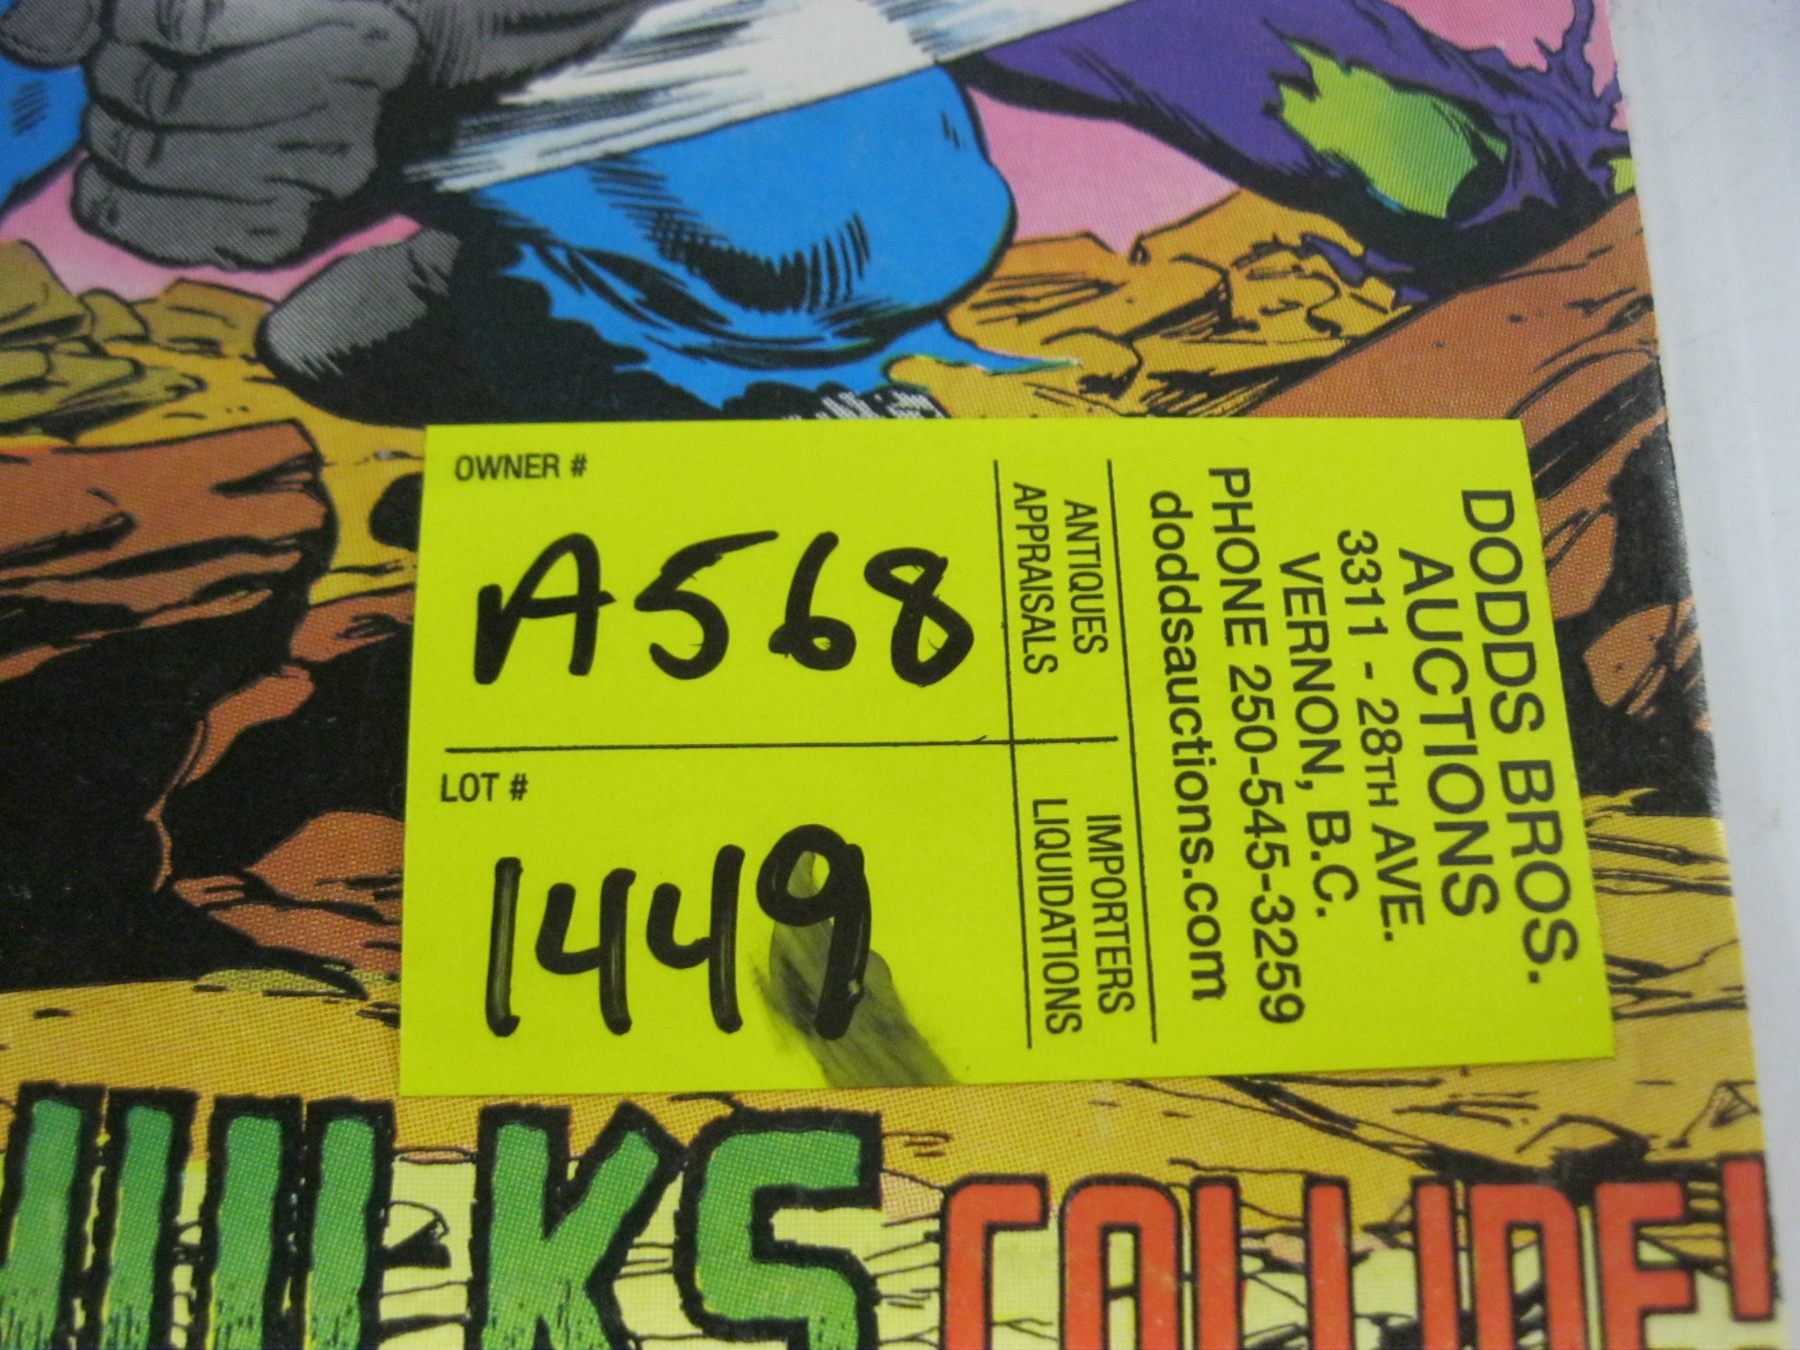 OWNER #
A568
LOT #
1449
ANTIQUES
APPRAISALS
IMPORTERS
LIQUIDATIONS
DODDS BROS.
AUCTIONS
3311 - 28TH AVE.
VERNON, B.C.
PHONE 250-545-3259
doddsauctions.com
HULKS COLLIDE!